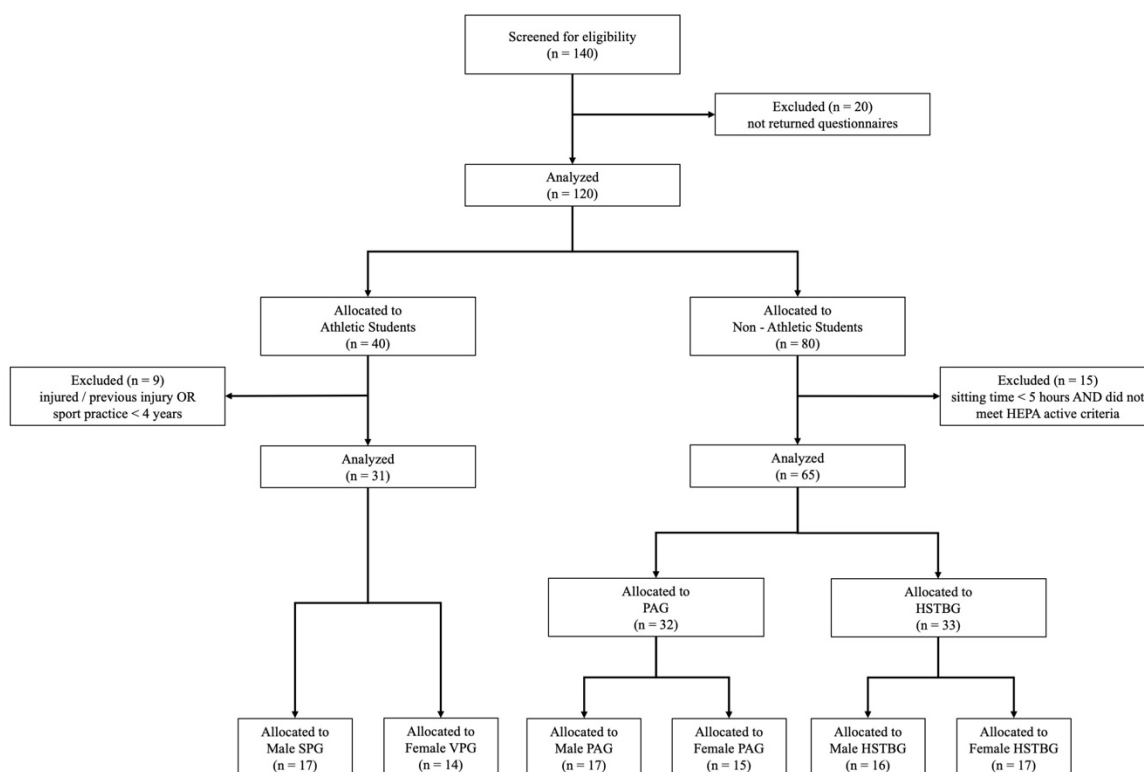 Screened for eligibility
(n = 140)
Excluded (n = 20)
not returned questionnaires
Analyzed
(n = 120)
Allocated to
Athletic Students
(n = 40)
Allocated to
Non - Athletic Students
(n = 80)
Excluded (n = 9)
injured / previous injury OR
sport practice < 4 years
Excluded (n = 15)
sitting time < 5 hours AND did not
meet HEPA active criteria
Analyzed
(n = 31)
Analyzed
(n = 65)
Allocated to
PAG
(n = 32)
Allocated to
HSTBG
(n = 33)
Allocated to
Male SPG
(n = 17)
Allocated to
Female VPG
(n = 14)
Allocated to
Male PAG
(n = 17)
Allocated to
Female PAG
(n = 15)
Allocated to
Male HSTBG
(n = 16)
Allocated to
Female HSTBG
(n = 17)